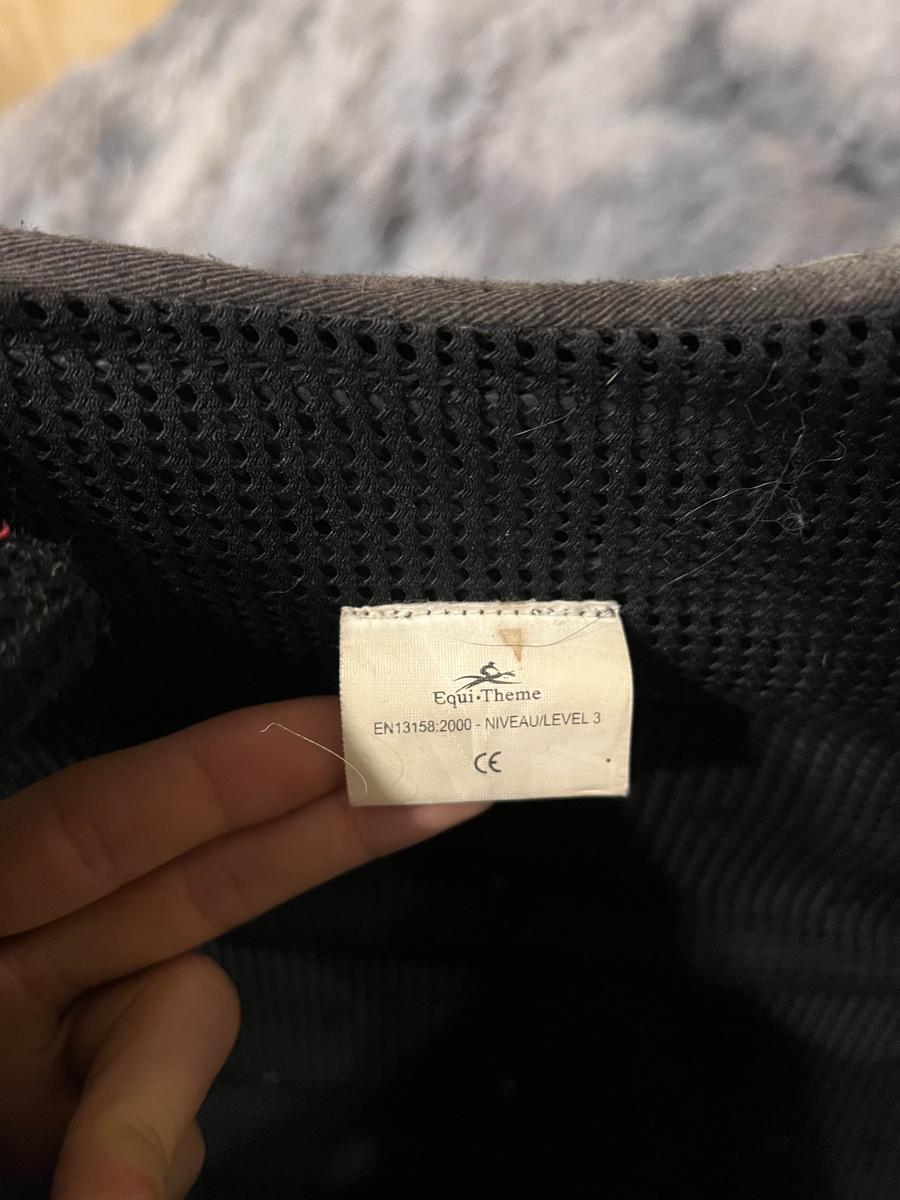 Equi•Theme
EN13158:2000 - NIVEAU/LEVEL 3
CE